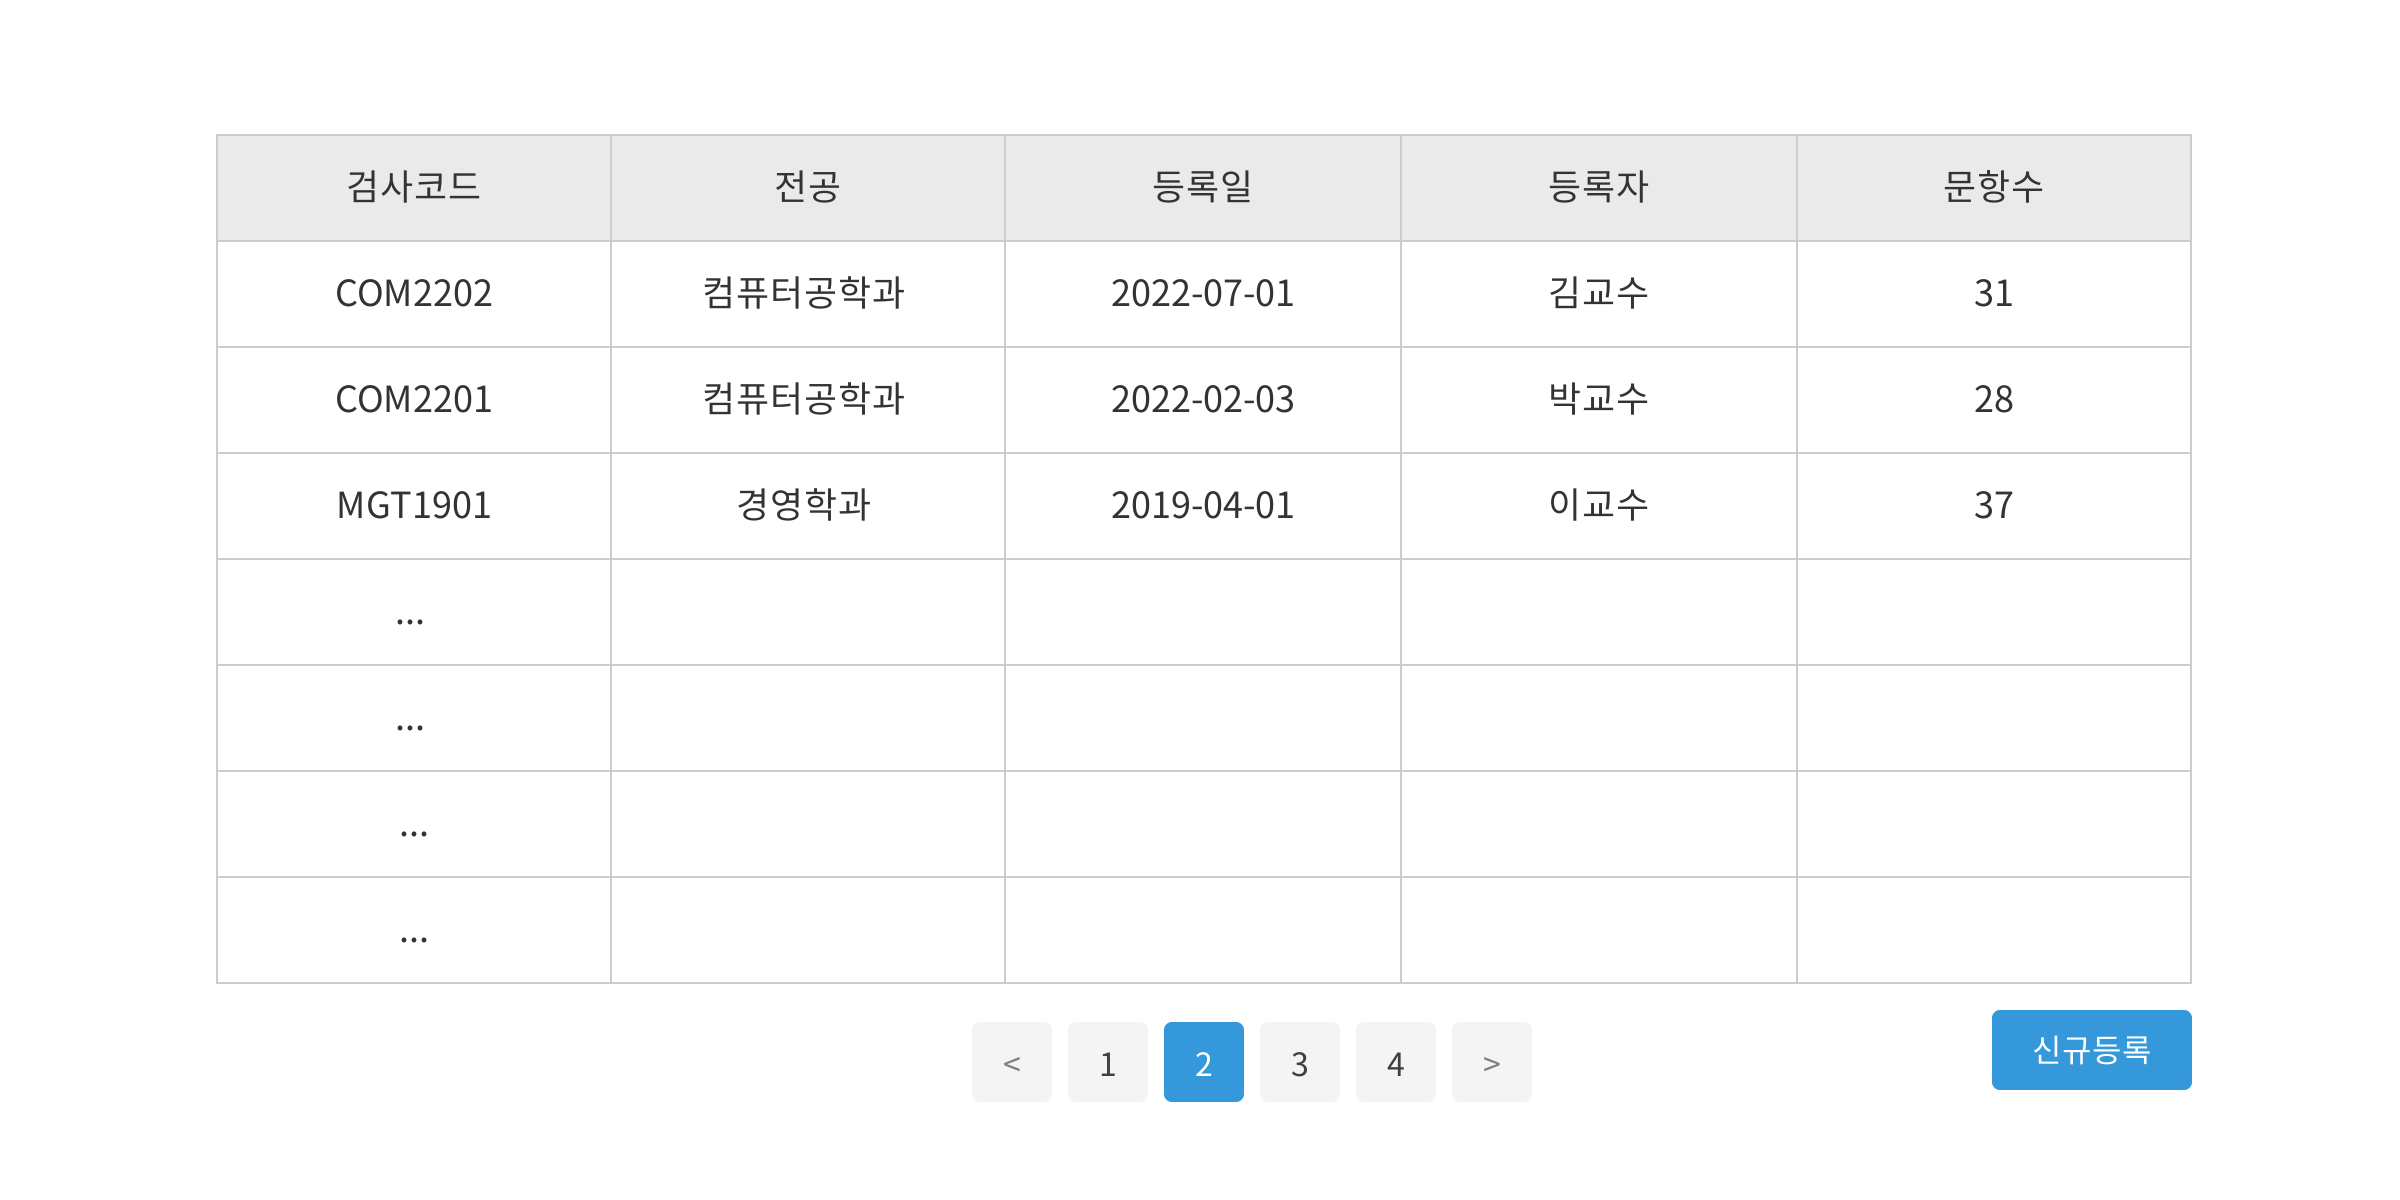 검사코드 전공 등록일 등록자 문항수
COM2202 컴퓨터공학과 2022-07-01 김교수 31
COM2201 컴퓨터공학과 2022-02-03 박교수 28
MGT1901 경영학과 2019-04-01 이교수 37
...
...
...
...
< 1 2 3 4 > 신규등록